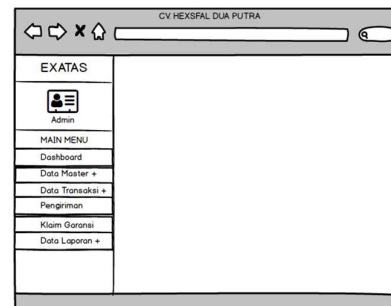 CV. HEXSFAL DUA PUTRA
EXATAS
Admin
MAIN MENU
Dashboard
Data Master +
Data Transaksi +
Pengiriman
Klaim Garansi
Data Laporan +